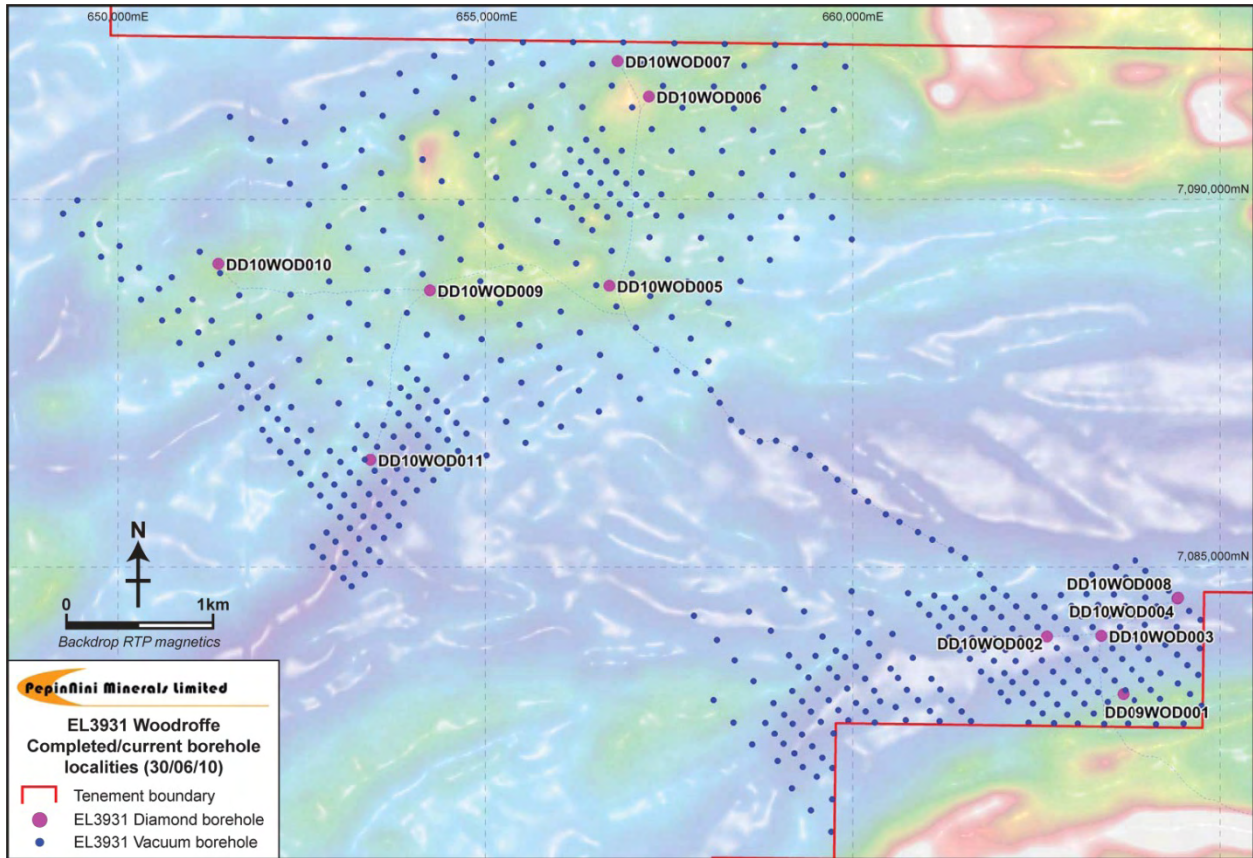 650,000mE
655,000mE
660,000mE
DD10WOD007
DD10WOD006
7,090,000mN
DD10WOD010
DD10WOD009
DD10WOD005
DD10WOD011
N
7,085,000mN
0 1km
Backdrop RTP magnetics
DD10WOD008
DD10WOD004
DD10WOD002
DD10WOD003
DD09WOD001
PepinNini Minerals Limited
EL3931 Woodroffe
Completed/current borehole
localities (30/06/10)
Tenement boundary
EL3931 Diamond borehole
EL3931 Vacuum borehole